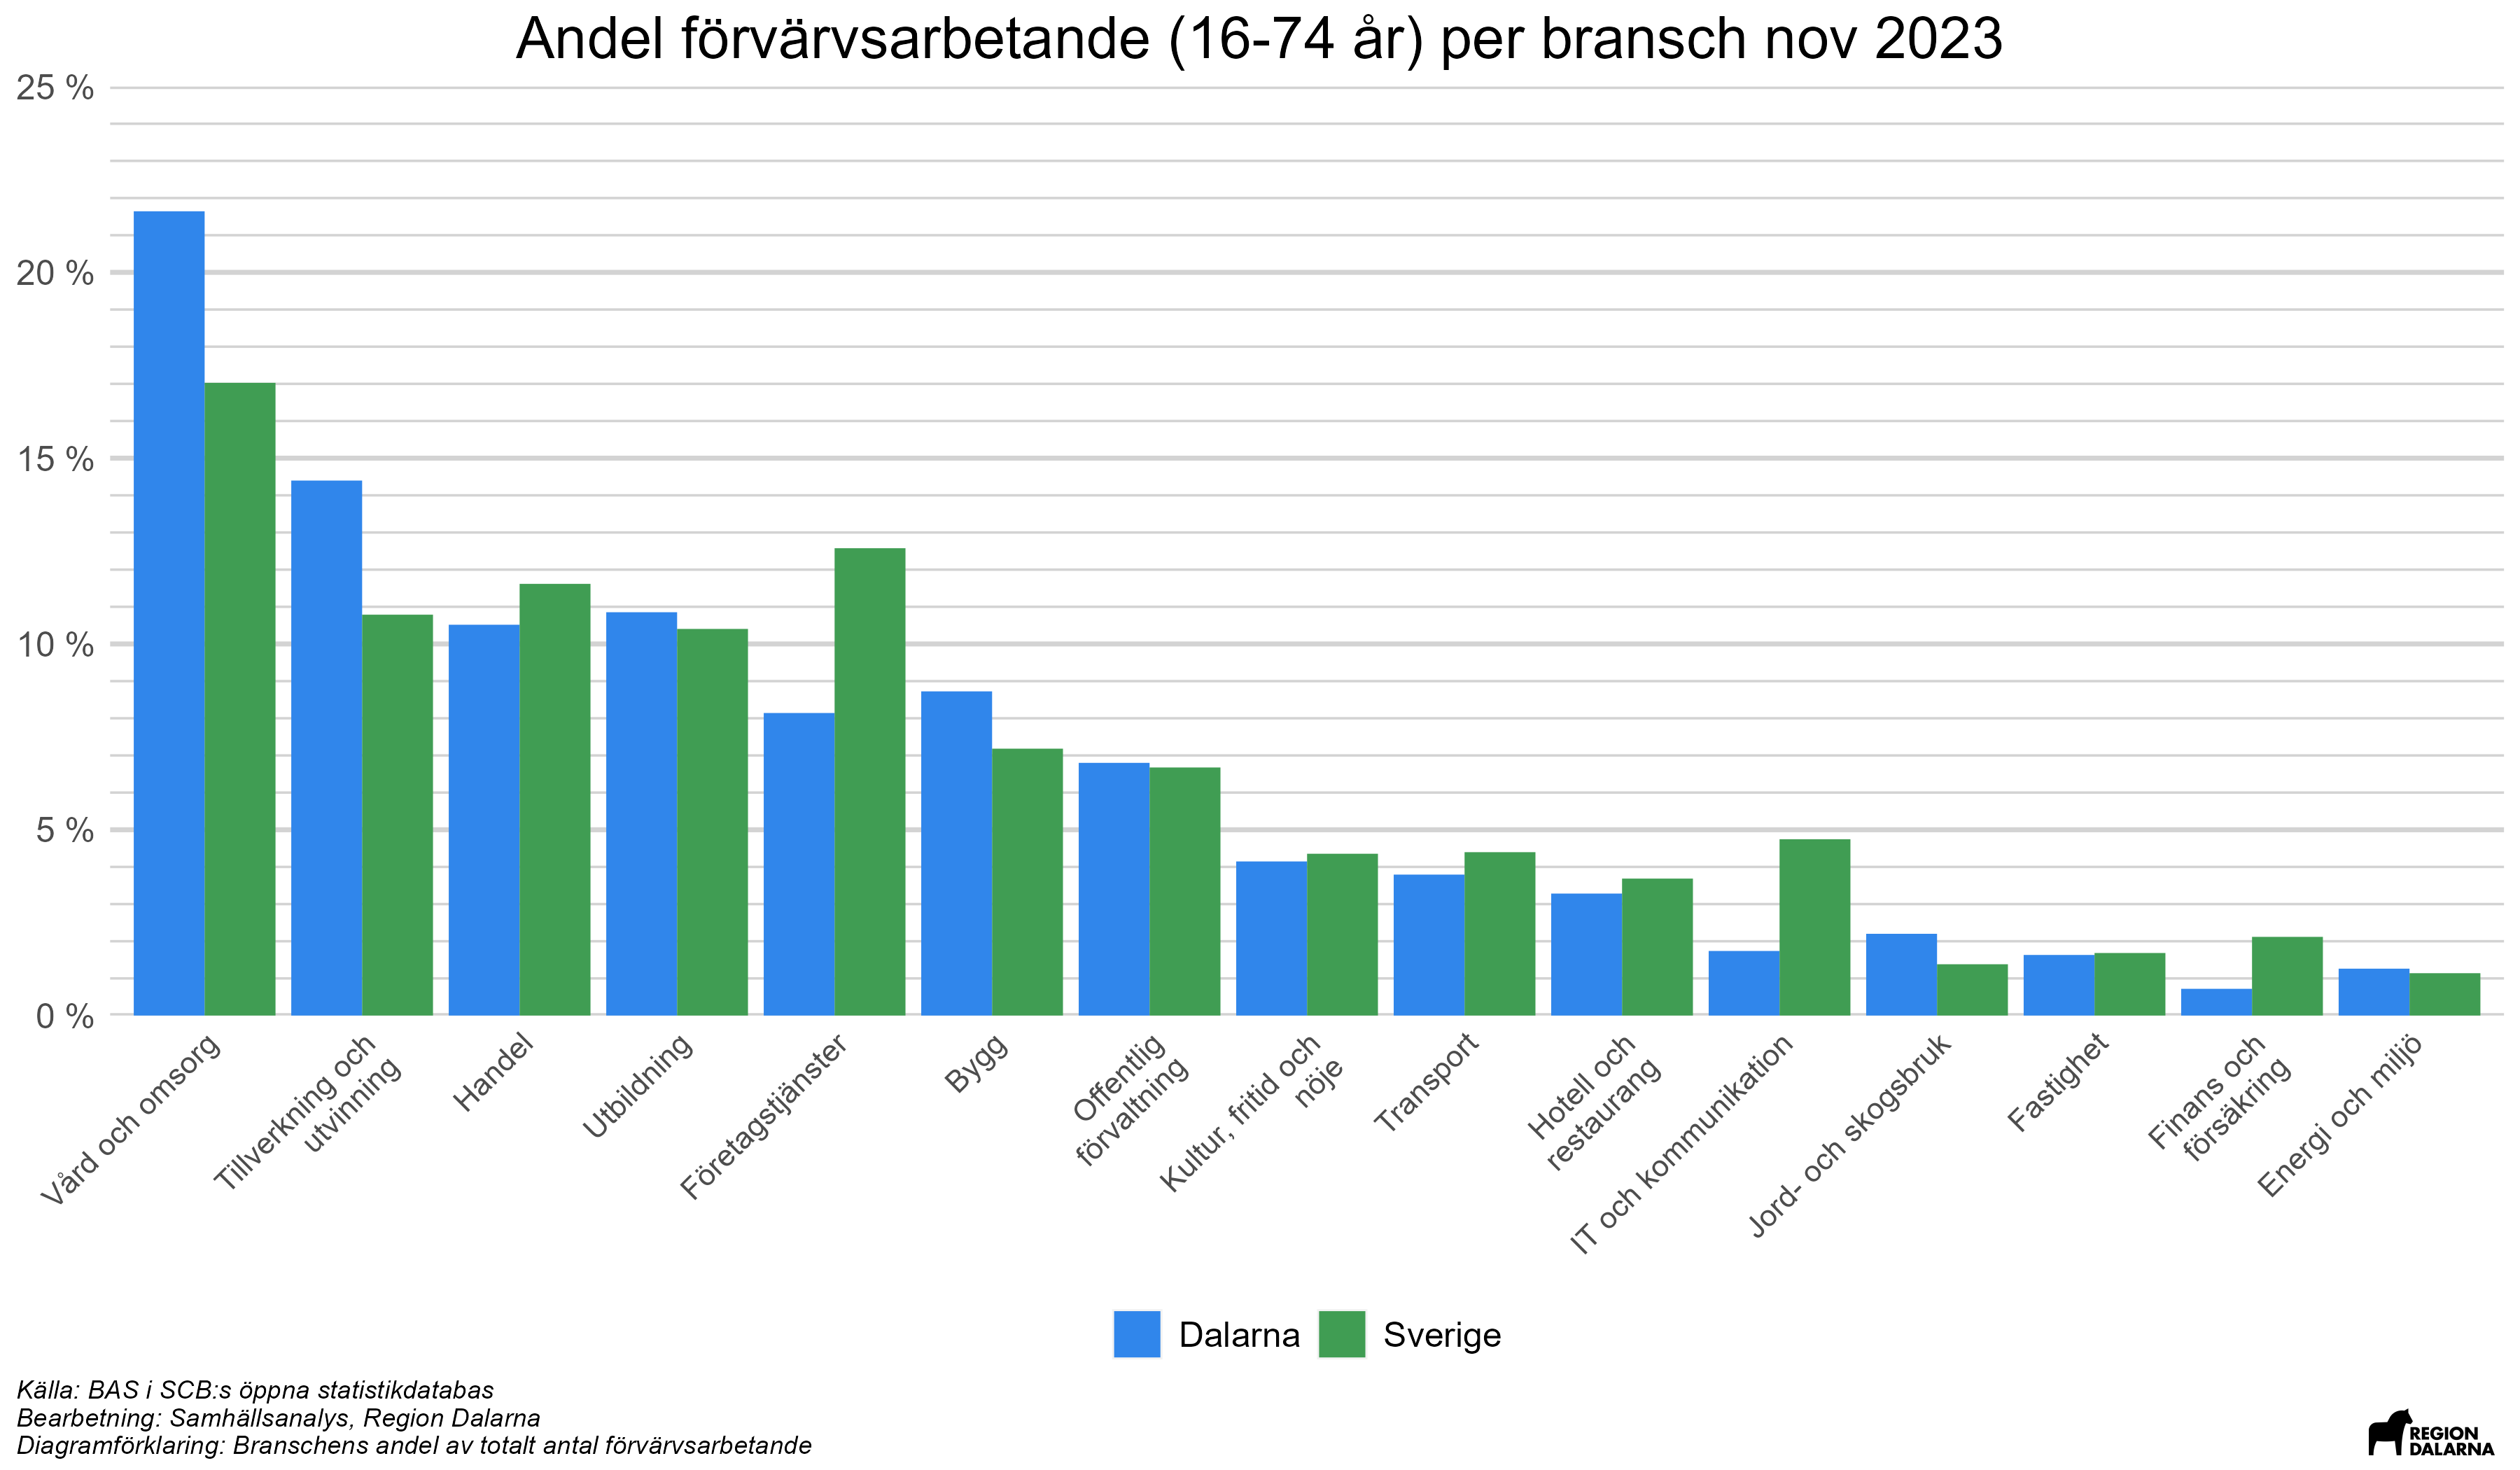 Andel förvärvsarbetande (16-74 år) per bransch nov 2023
25 %
20 %
15 %
10 %
5 %
0 %
Vård och omsorg
Tillverkning och
utvinning
Handel
Utbildning
Företagstjänster
Bygg
Offentlig
förvaltning
Kultur, fritid och
nöje
Transport
Hotell och
restaurang
IT och kommunikation
Jord- och skogsbruk
Fastighet
Finans och
försäkring
Energi och miljö
Dalarna
Sverige
Källa: BAS i SCB:s öppna statistikdatabas
Bearbetning: Samhällsanalys, Region Dalarna
Diagramförklaring: Branschens andel av totalt antal förvärvsarbetande
REGION
DALARNA